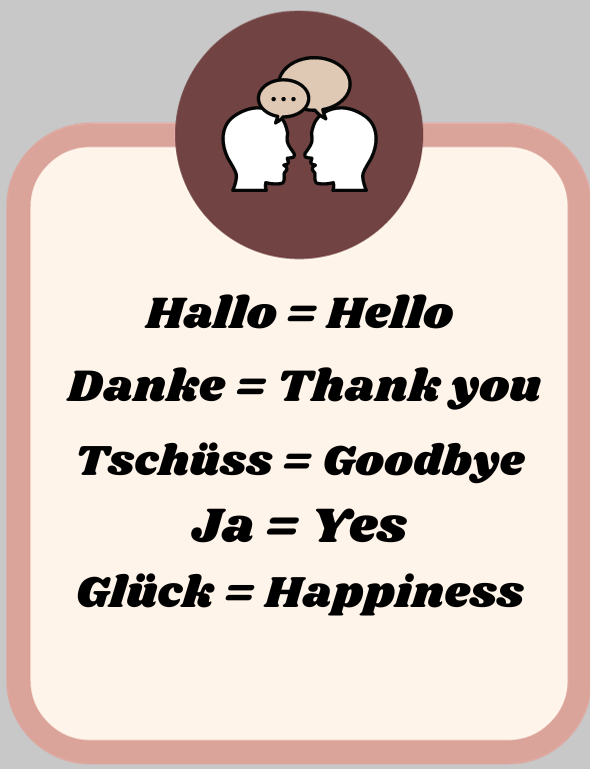 Hallo = Hello
Danke = Thank you
Tschüss = Goodbye
Ja = Yes
Glück = Happiness